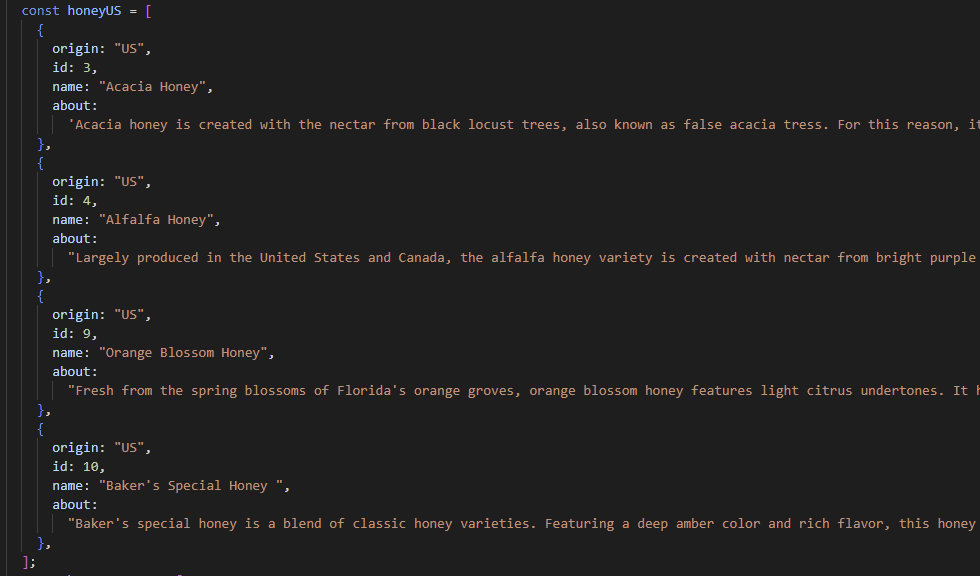 const honeyUS = [
{
origin: "US",
id: 3,
name: "Acacia Honey",
about:
'Acacia honey is created with the nectar from black locust trees, also known as false acacia tress. For this reason, it
},
{
origin: "US",
id: 4,
name: "Alfalfa Honey",
about:
"Largely produced in the United States and Canada, the alfalfa honey variety is created with nectar from bright purple
},
{
origin: "US",
id: 9,
name: "Orange Blossom Honey",
about:
"Fresh from the spring blossoms of Florida's orange groves, orange blossom honey features light citrus undertones. It
},
{
origin: "US",
id: 10,
name: "Baker's Special Honey ",
about:
"Baker's special honey is a blend of classic honey varieties. Featuring a deep amber color and rich flavor, this honey
},
];